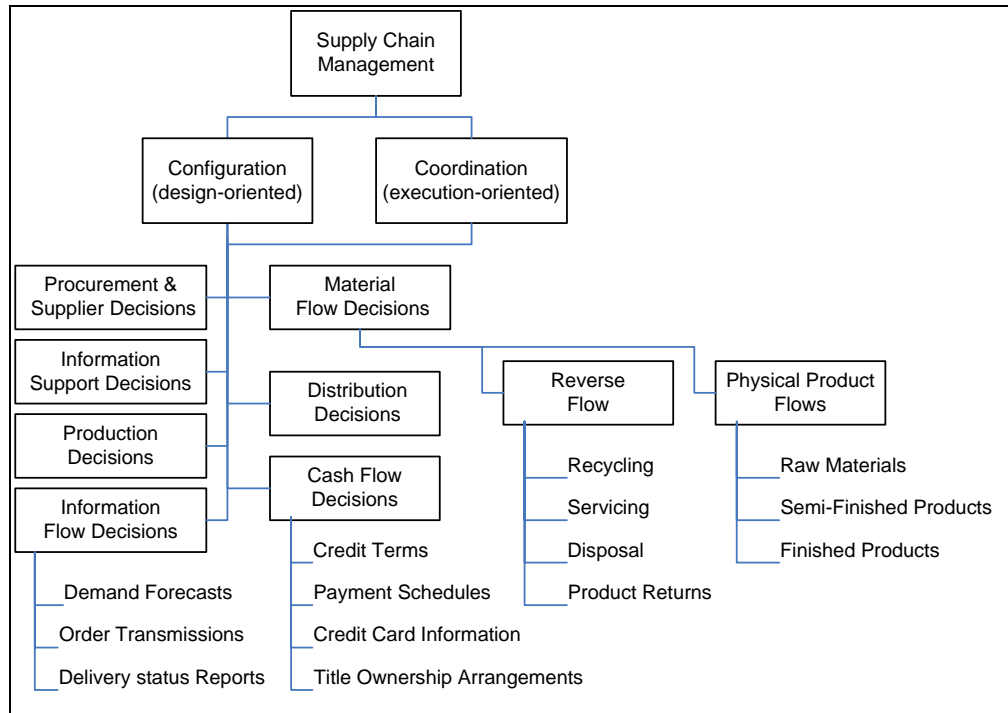 Supply Chain
Management
Configuration
(design-oriented)
Coordination
(execution-oriented)
Procurement &
Supplier Decisions
Material
Flow Decisions
Information
Support Decisions
Reverse
Flow
Physical Product
Flows
Distribution
Decisions
Production
Decisions
Cash Flow
Decisions
Information
Flow Decisions
Recycling
Servicing
Disposal
Product Returns
Raw Materials
Semi-Finished Products
Finished Products
Credit Terms
Payment Schedules
Credit Card Information
Title Ownership Arrangements
Demand Forecasts
Order Transmissions
Delivery status Reports